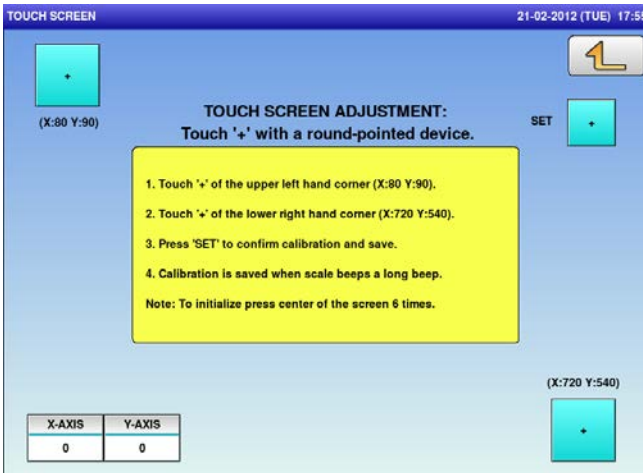 TOUCH SCREEN
21-02-2012 (TUE) 17:55
+
(X:80 Y:90)
TOUCH SCREEN ADJUSTMENT:
Touch '+' with a round-pointed device.
SET
+
1. Touch '+' of the upper left hand corner (X:80 Y:90).
2. Touch '+' of the lower right hand corner (X:720 Y:540).
3. Press 'SET' to confirm calibration and save.
4. Calibration is saved when scale beeps a long beep.
Note: To initialize press center of the screen 6 times.
(X:720 Y:540)
+
X-AXIS Y-AXIS
0 0